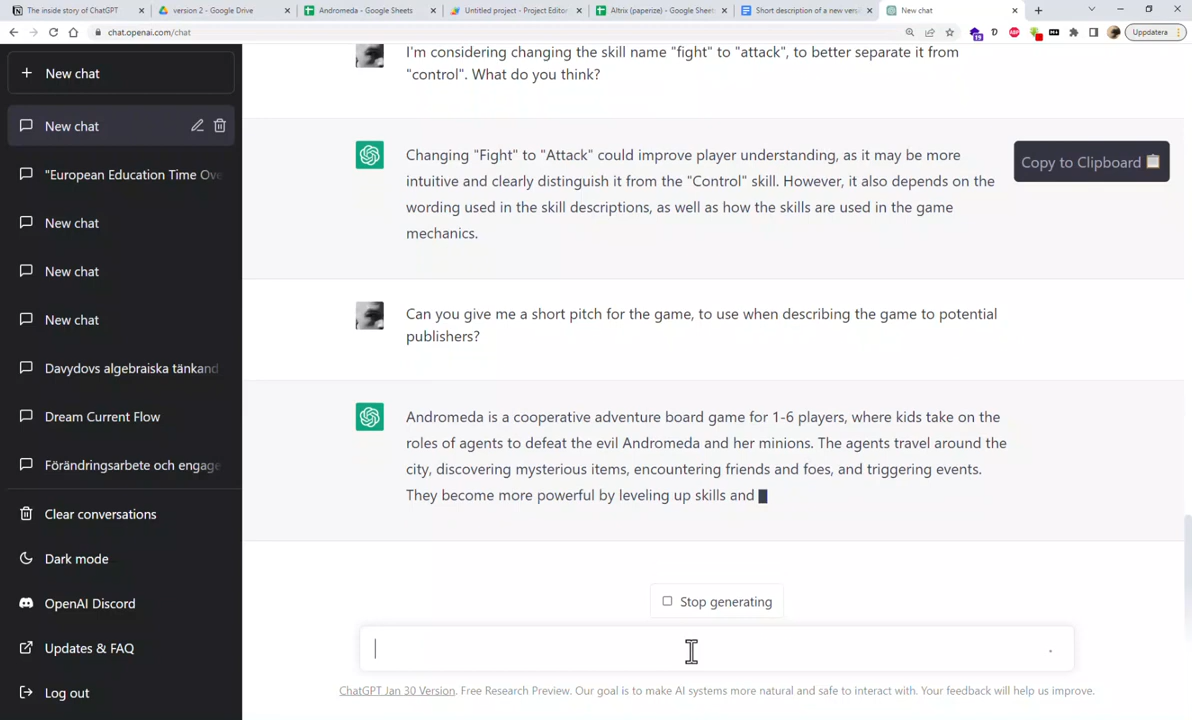 The inside story of ChatGPT
version 2 - Google Drive
Andromeda - Google Sheets
Untitled project - Project Editor
Altrix (paperize) - Google Sheets
Short description of a new versi
New chat
chat.openai.com/chat
19
ABP
Uppdatera
New chat
New chat
"European Education Time Ove
New chat
New chat
New chat
Davydovs algebraiska tänkand
Dream Current Flow
Förändringsarbete och engage
Clear conversations
Dark mode
OpenAI Discord
Updates & FAQ
Log out
I'm considering changing the skill name "fight" to "attack", to better separate it from
"control". What do you think?
Changing "Fight" to "Attack" could improve player understanding, as it may be more
intuitive and clearly distinguish it from the "Control" skill. However, it also depends on the
wording used in the skill descriptions, as well as how the skills are used in the game
mechanics.
Copy to Clipboard
Can you give me a short pitch for the game, to use when describing the game to potential
publishers?
Andromeda is a cooperative adventure board game for 1-6 players, where kids take on the
roles of agents to defeat the evil Andromeda and her minions. The agents travel around the
city, discovering mysterious items, encountering friends and foes, and triggering events.
They become more powerful by leveling up skills and
Stop generating
ChatGPT Jan 30 Version. Free Research Preview. Our goal is to make AI systems more natural and safe to interact with. Your feedback will help us improve.